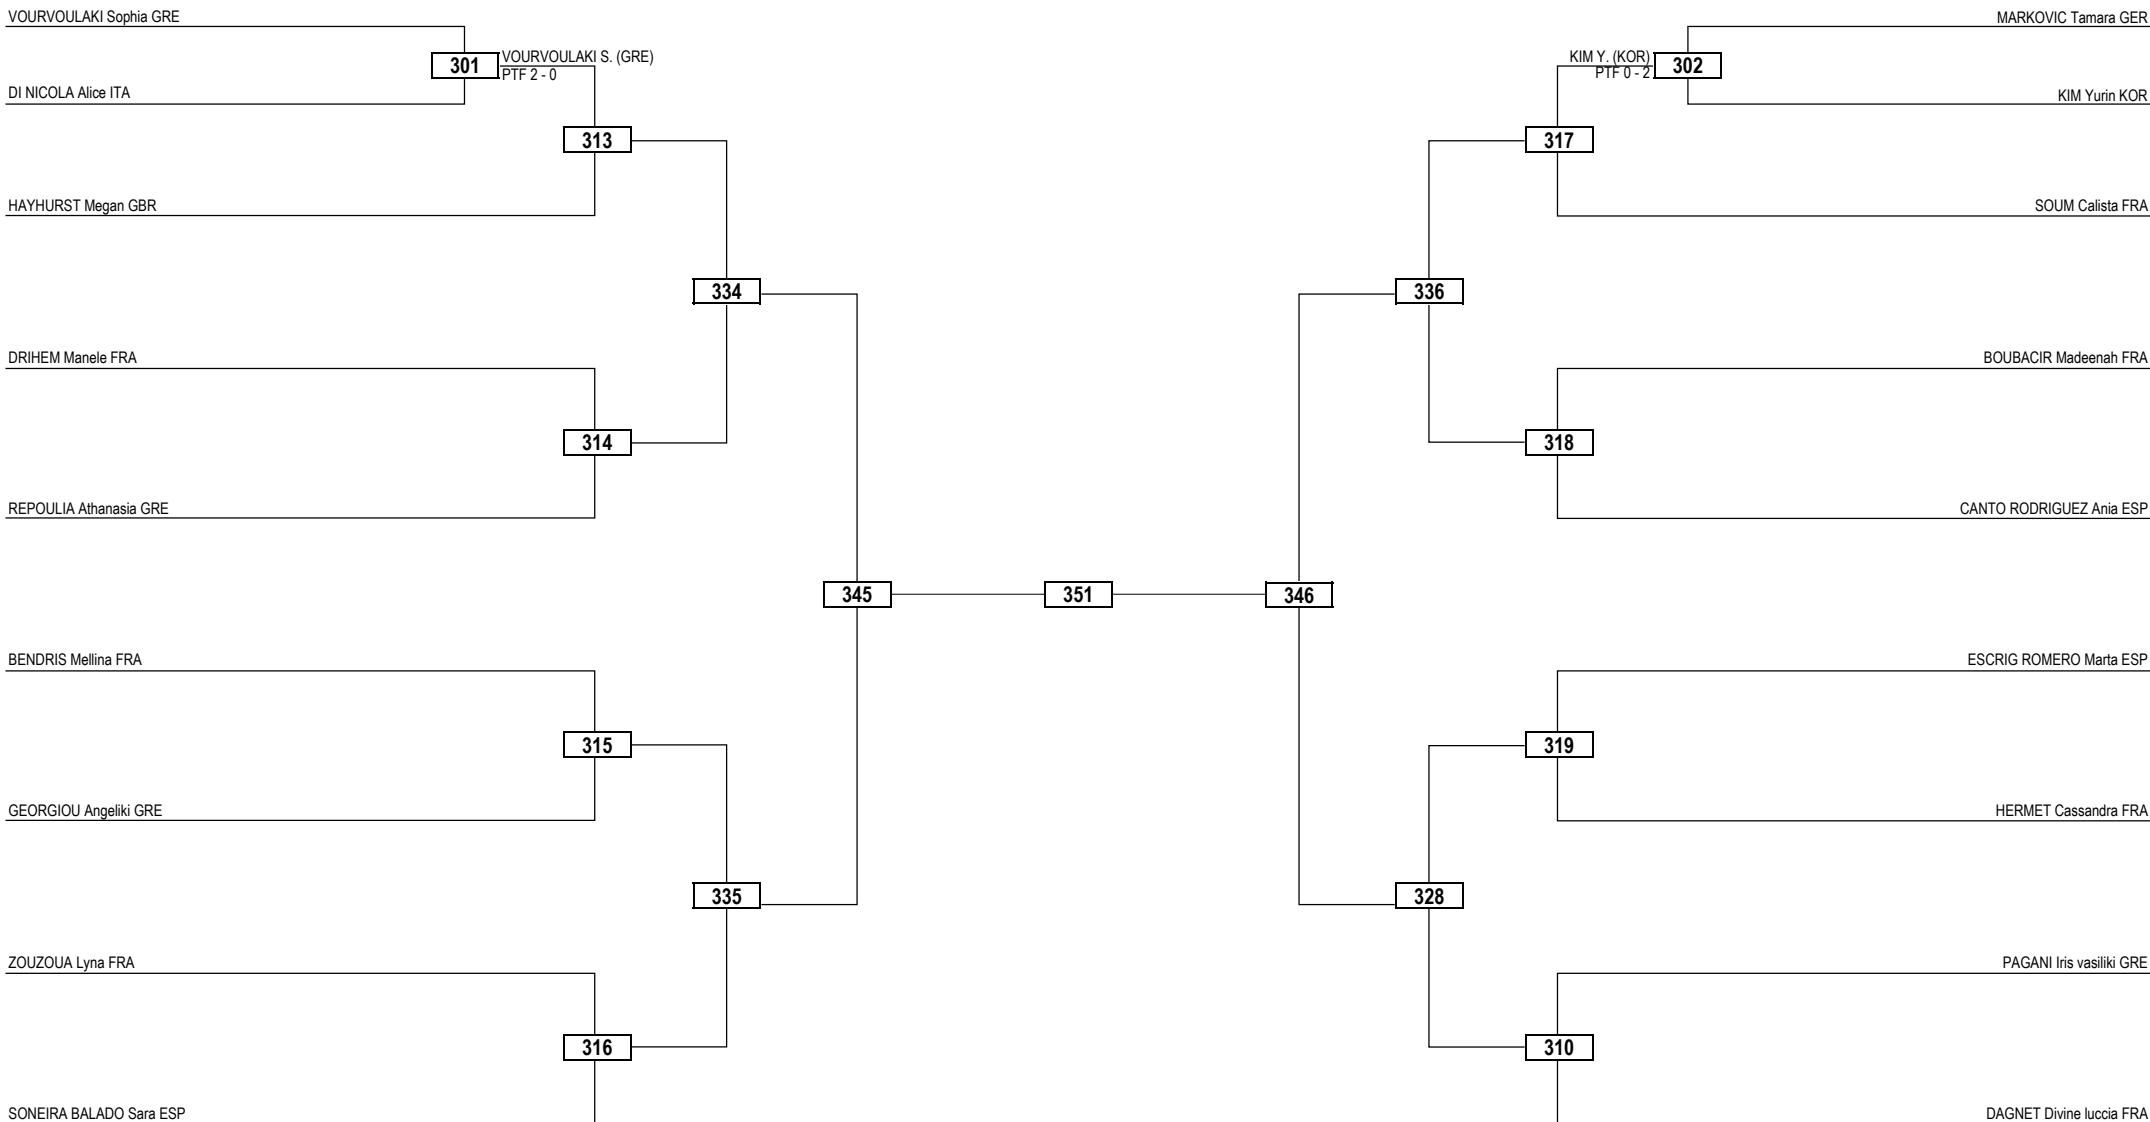 VOURVOULAKI Sophia GRE
301
VOURVOULAKI S. (GRE)
PTF 2 - 0
DI NICOLA Alice ITA
313
HAYHURST Megan GBR
334
DRIHEM Manele FRA
314
REPOULIA Athanasia GRE
345
BENDRIS Mellina FRA
315
GEORGIOU Angeliki GRE
335
ZOUZOUA Lyna FRA
316
SONEIRA BALADO Sara ESP
351
MARKOVIC Tamara GER
KIM Y. (KOR)
PTF 0 - 2
302
KIM Yurin KOR
317
SOUM Calista FRA
336
BOUBACIR Madeenah FRA
318
CANTO RODRIGUEZ Ania ESP
346
ESCRIG ROMERO Marta ESP
319
HERMET Cassandra FRA
328
PAGANI Iris vasiliki GRE
310
DAGNET Divine luccia FRA